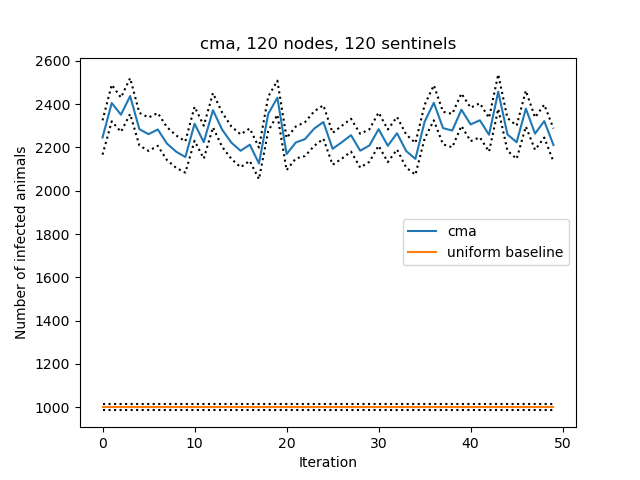 cma, 120 nodes, 120 sentinels
2600
2400
2200
2000
1800
1600
1400
1200
1000
Number of infected animals
cma
uniform baseline
0 10 20 30 40 50
Iteration